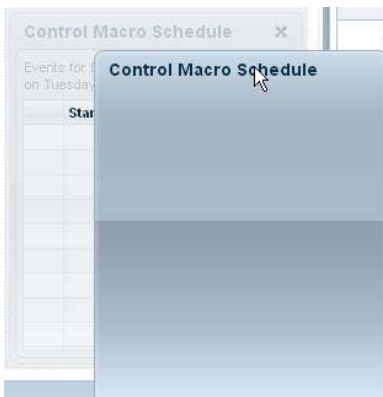 Control Macro Schedule
Events for
on Tuesday
Control Macro Schedule
Star